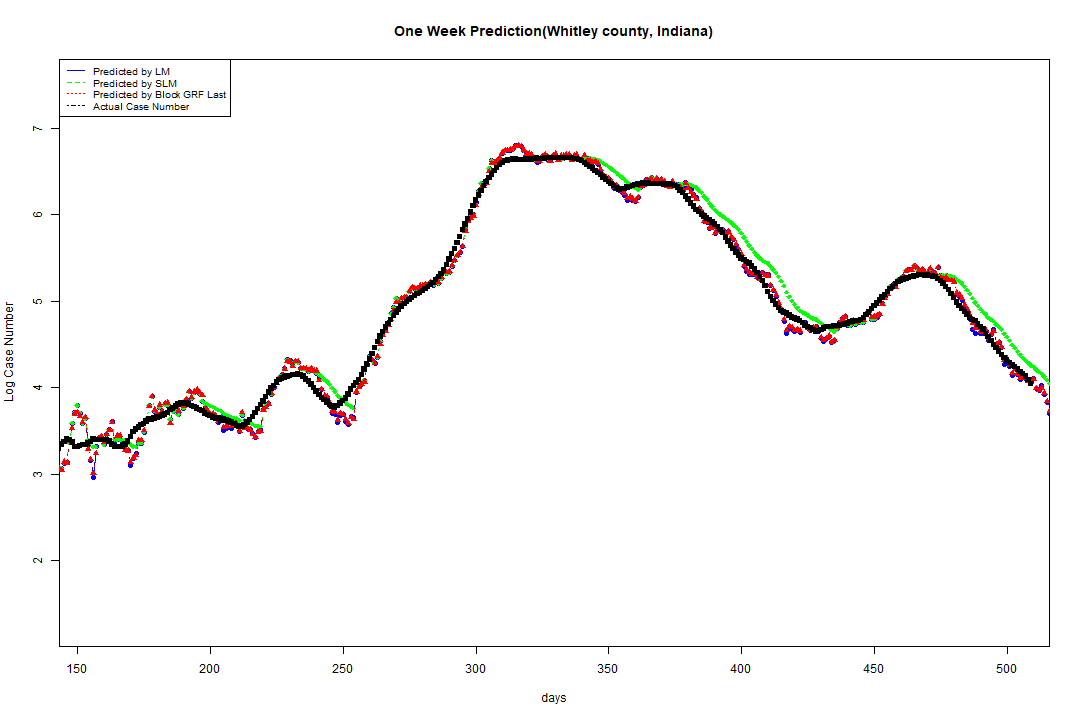 One Week Prediction(Whitley county, Indiana)
Predicted by LM
Predicted by SLM
Predicted by Block GRF Last
Actual Case Number
7
6
5
4
3
2
Log Case Number
150 200 250 300 350 400 450 500
days